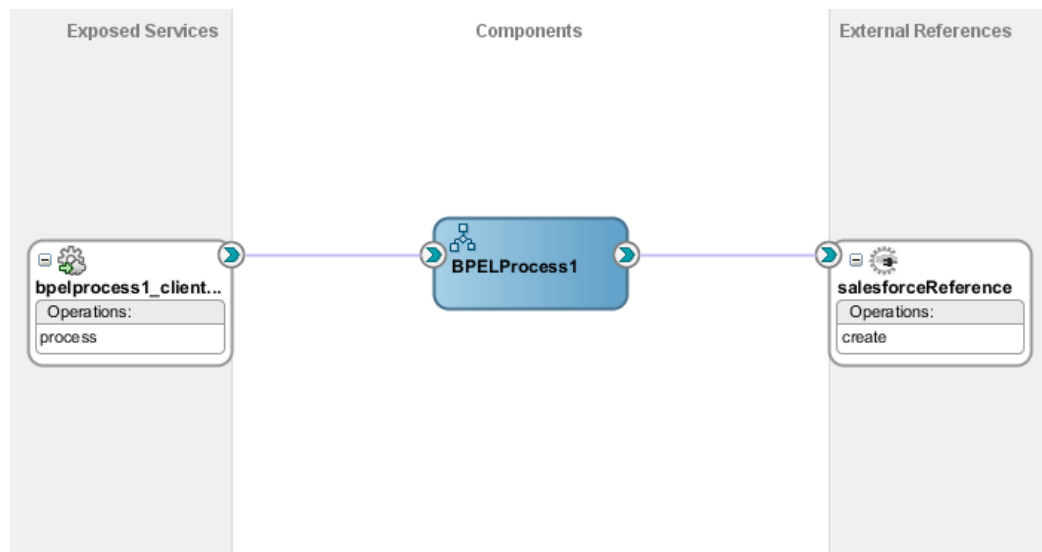 Exposed Services
Components
External References
bpelprocess1_client...
Operations:
process
BPELProcess1
salesforceReference
Operations:
create